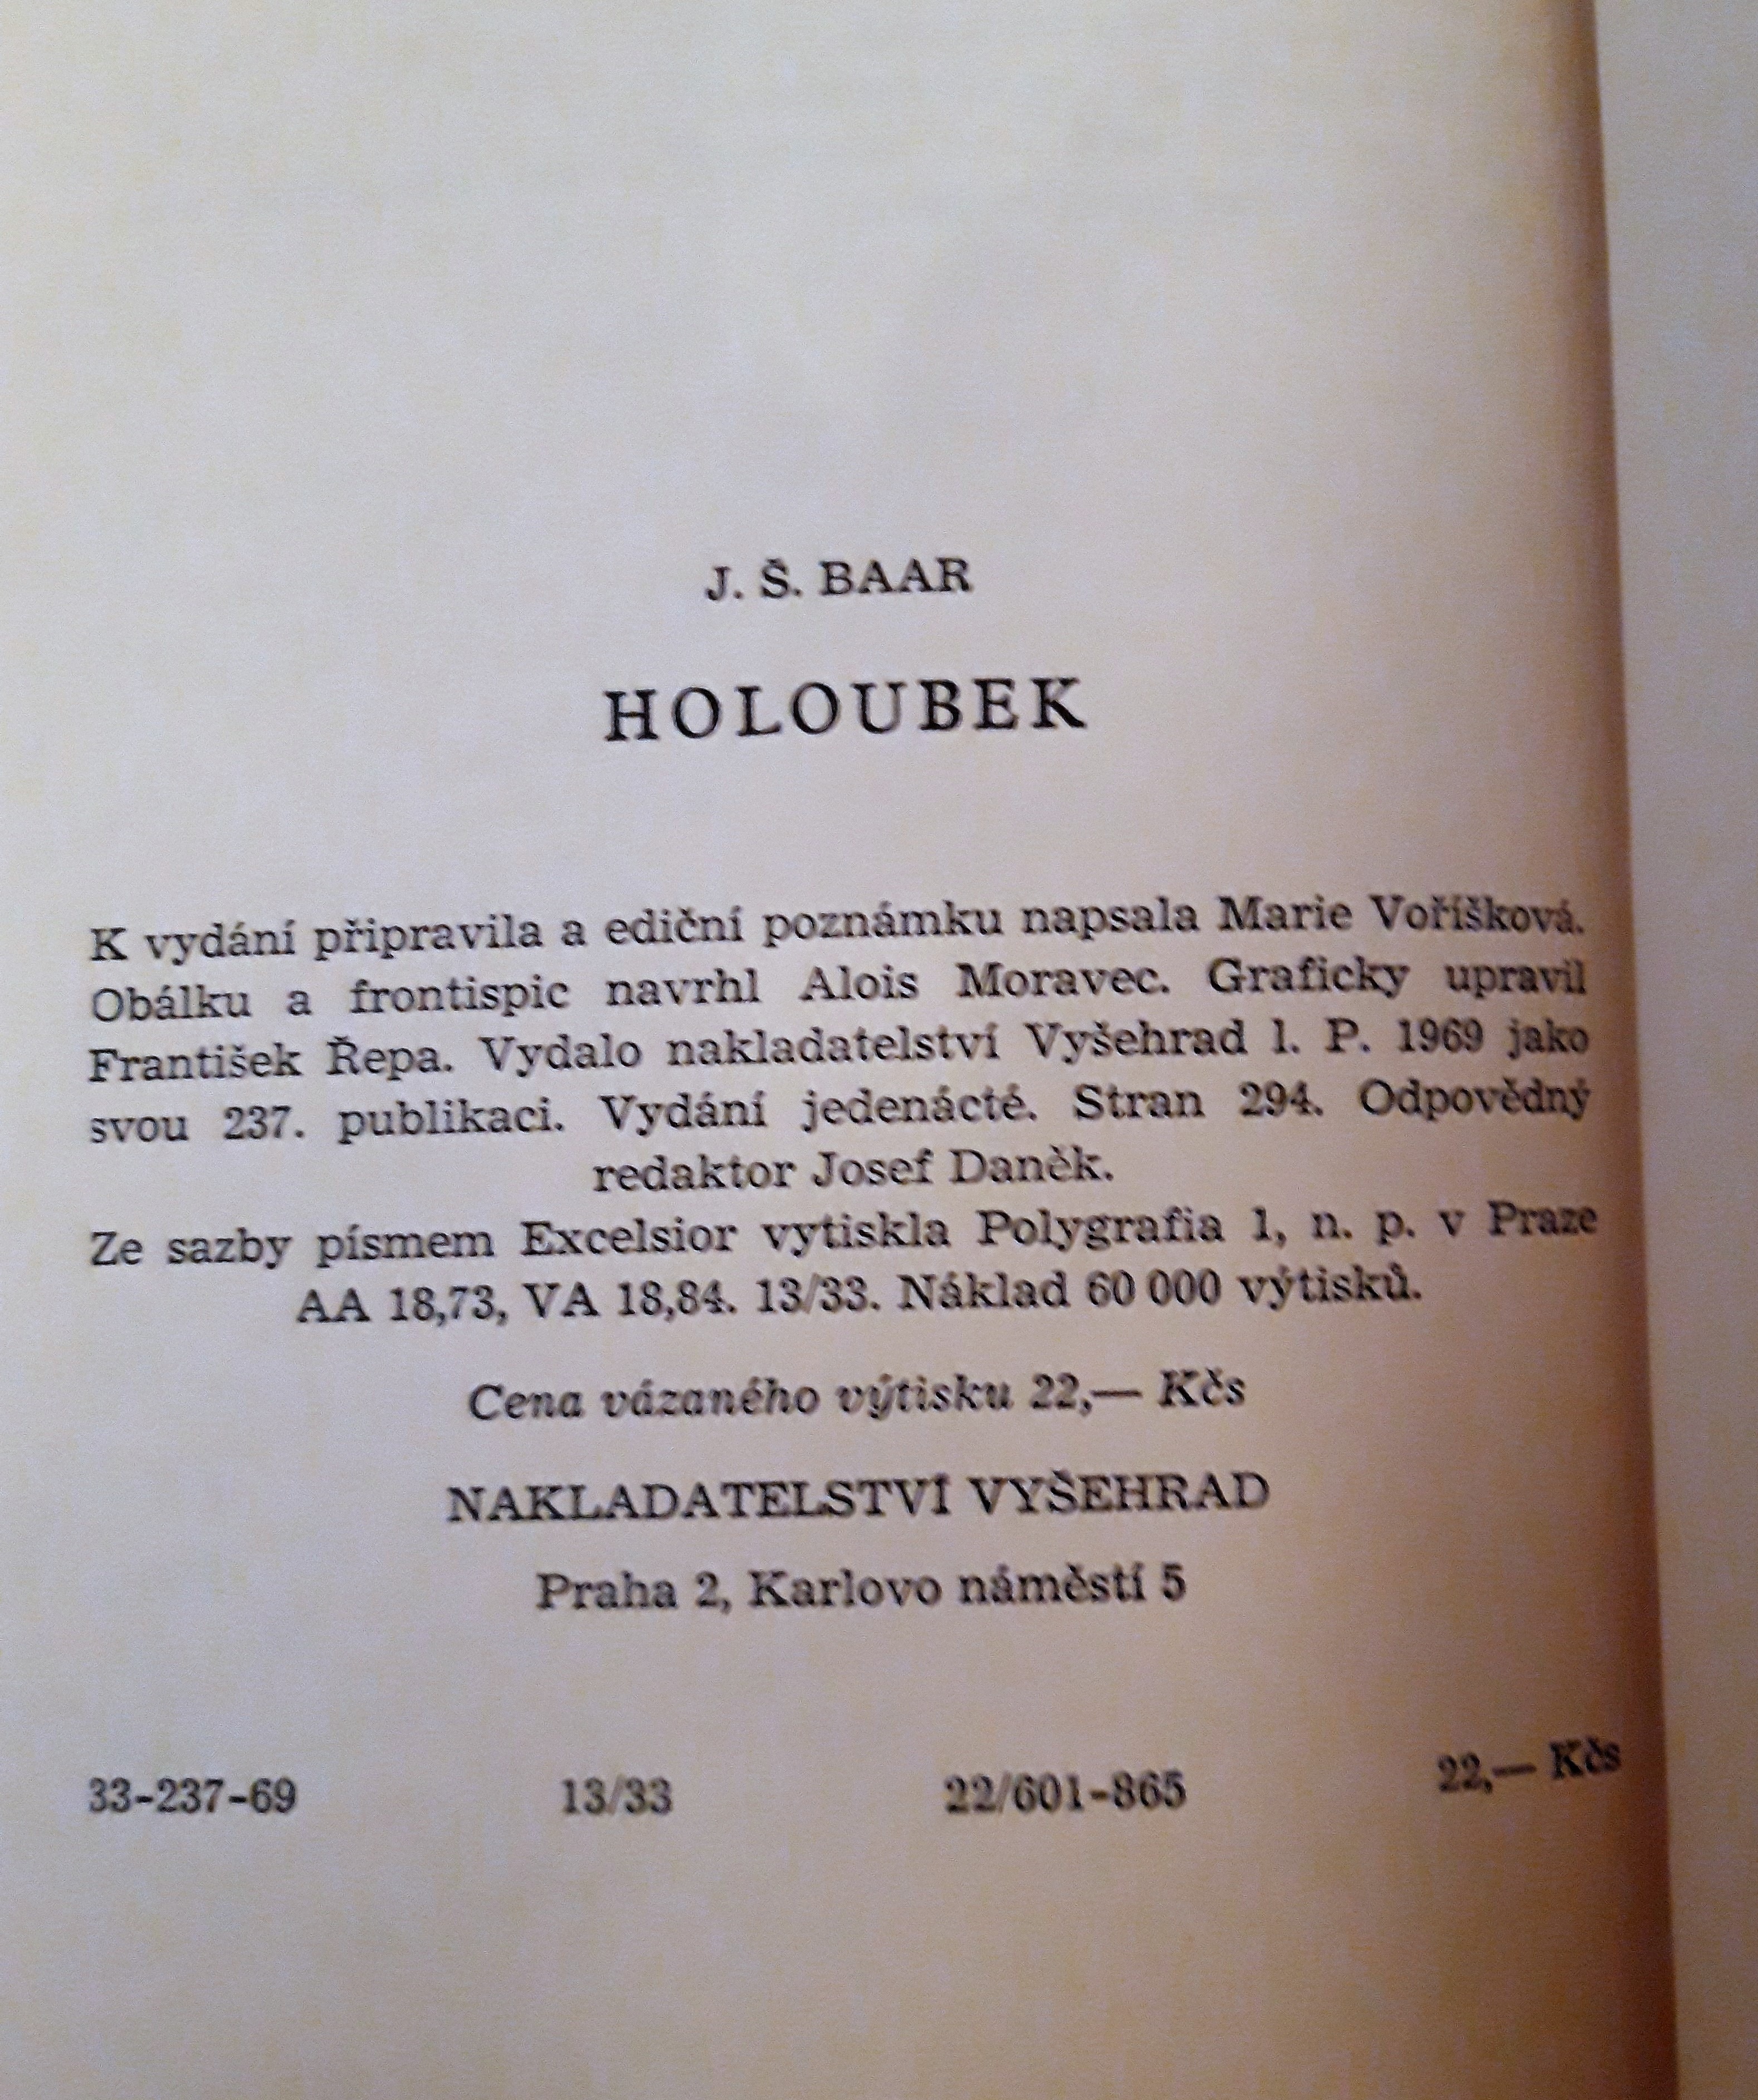 J. Š. BAAR
HOLOUBEK
K vydání připravila a ediční poznámku napsala Marie Voříšková.
Obálku a frontispic navrhl Alois Moravec. Graficky upravil
František Řepa. Vydalo nakladatelství Vyšehrad l. P. 1969 jako
svou 237. publikaci. Vydání jedenácté. Stran 294. Odpovědný
redaktor Josef Daněk.
Ze sazby písmem Excelsior vytiskla Polygrafia 1, n. p. v Praze
AA 18,73, VA 18,84. 13/33. Náklad 60 000 výtisků.
Cena vázaného výtisku 22,— Kčs
NAKLADATELSTVÍ VYŠEHRAD
Praha 2, Karlovo náměstí 5
33-237-69 13/33 22/601-865 22,— Kčs